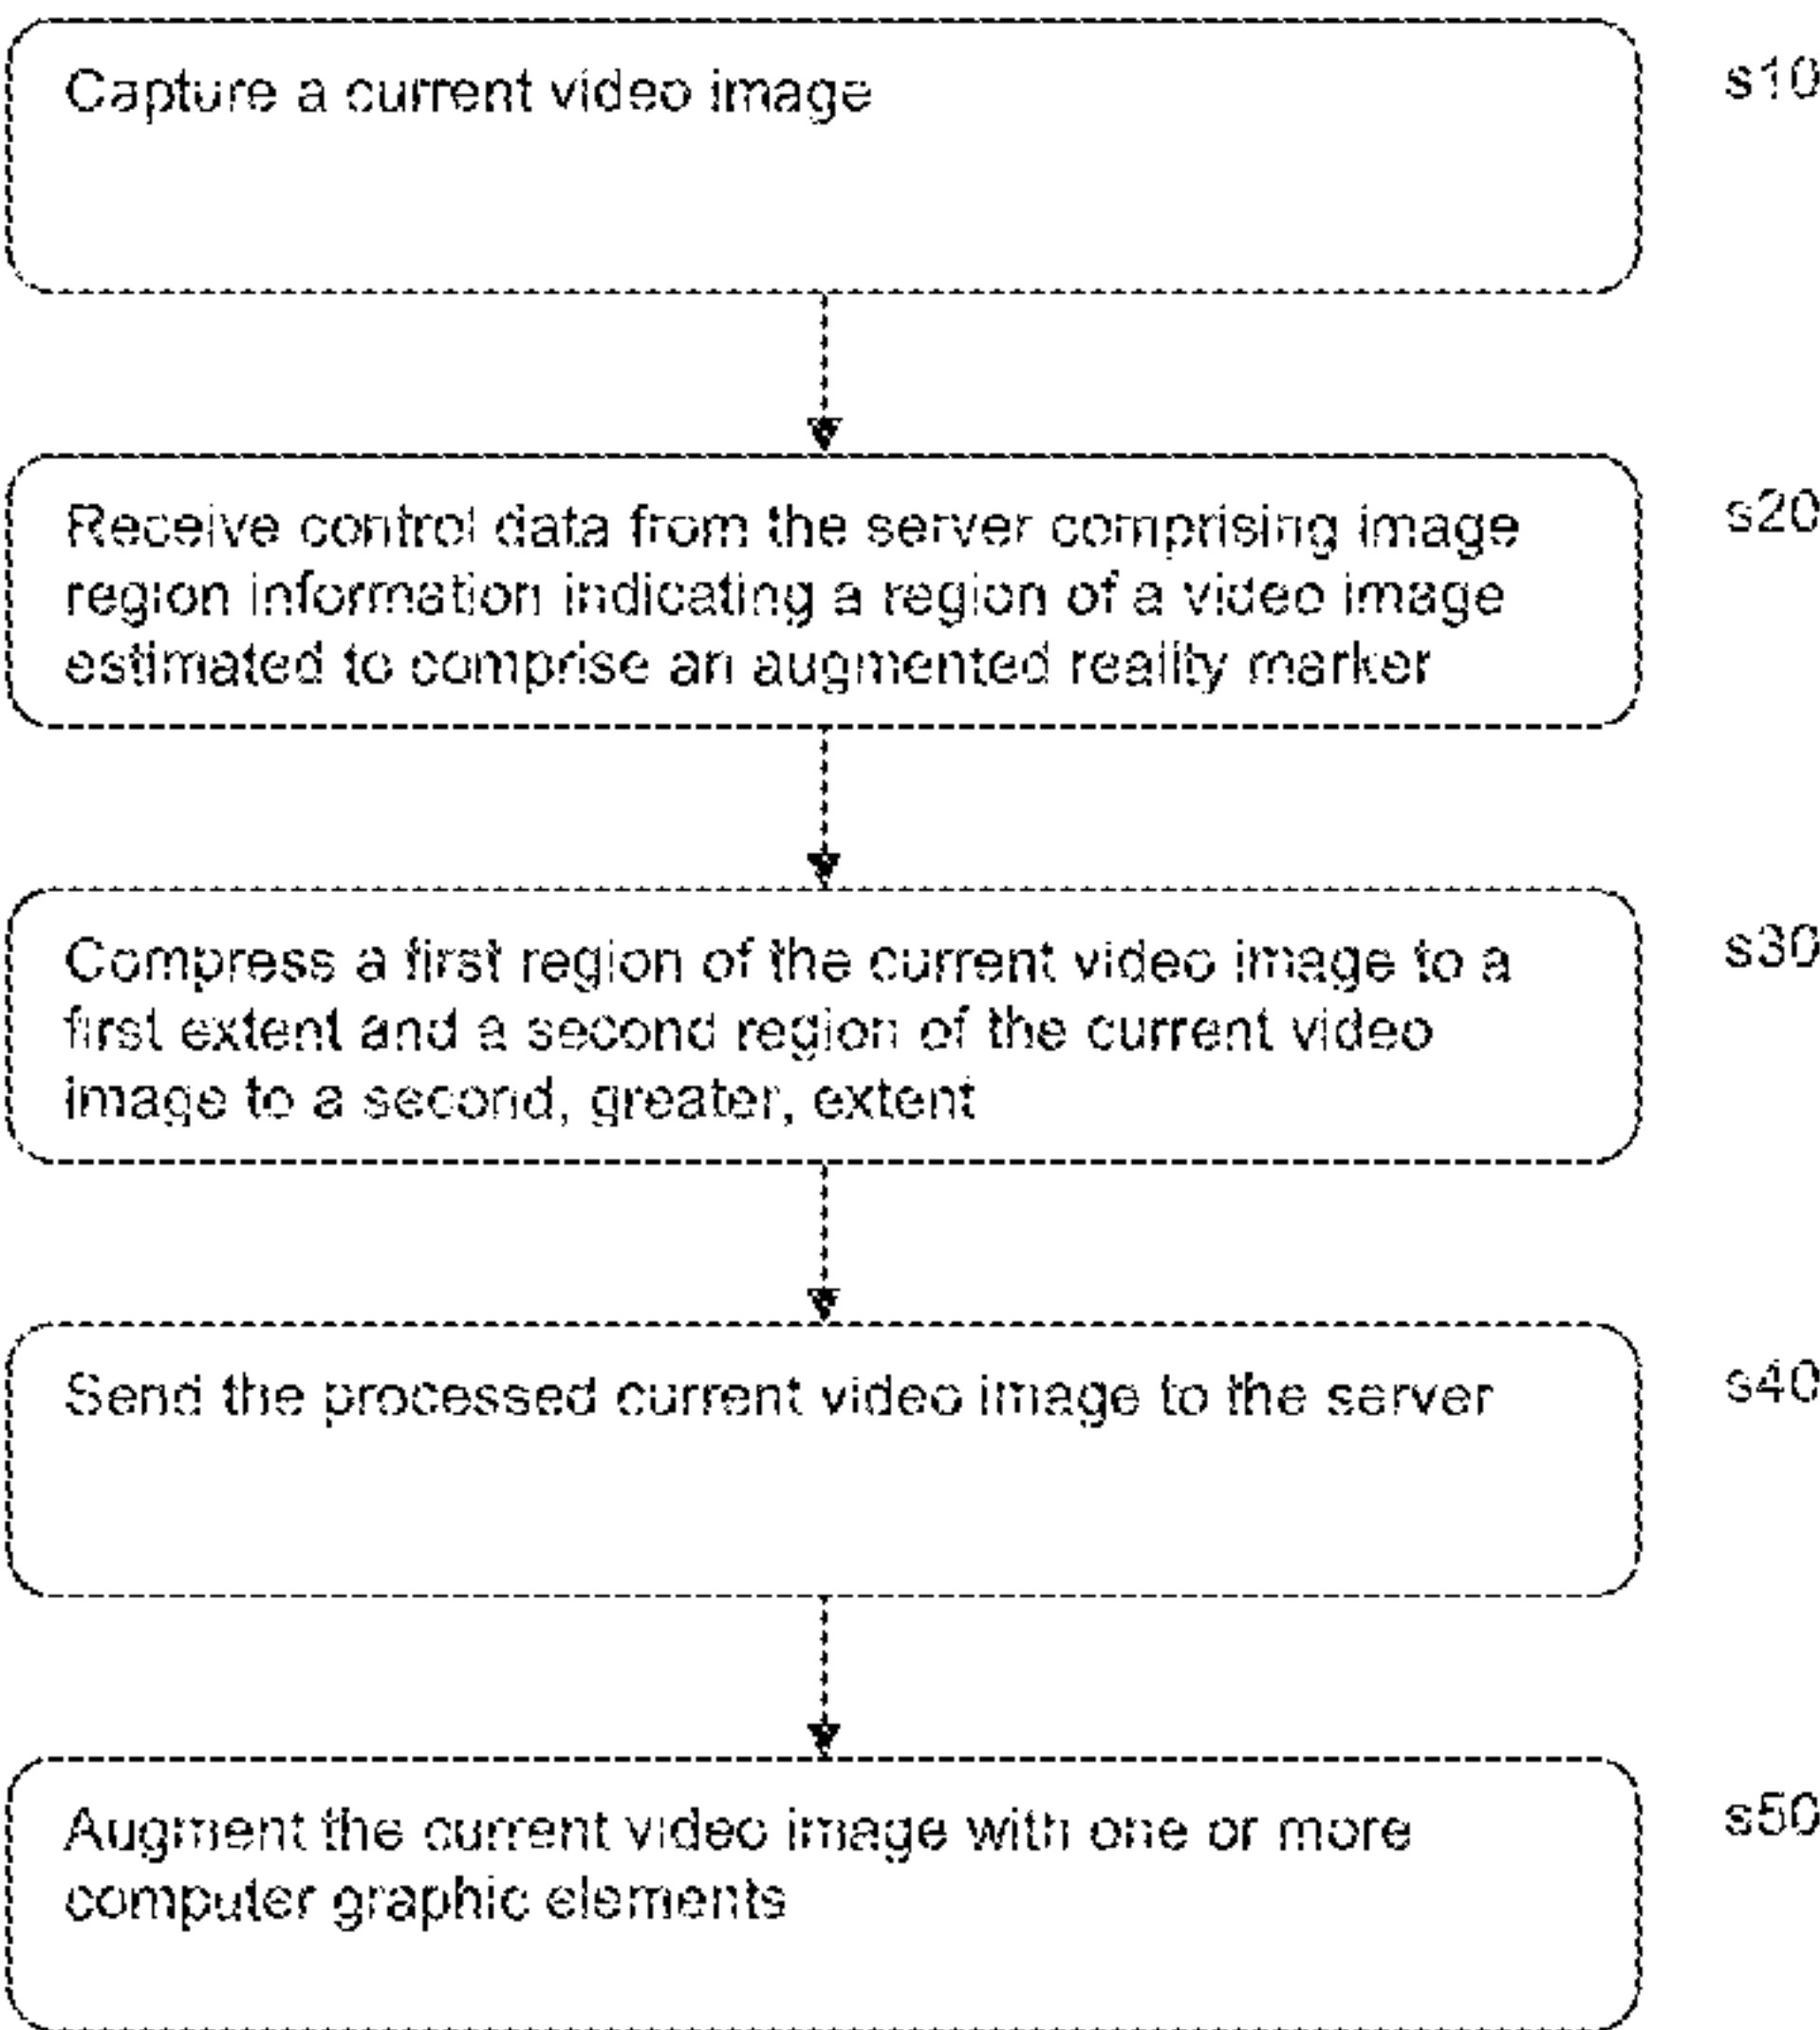 Capture a current video image
s10
Receive control data from the server comprising image
region information indicating a region of a video image
estimated to comprise an augmented reality marker
s20
Compress a first region of the current video image to a
first extent and a second region of the current video
image to a second, greater, extent
s30
Send the processed current video image to the server
s40
Augment the current video image with one or more
computer graphic elements
s50